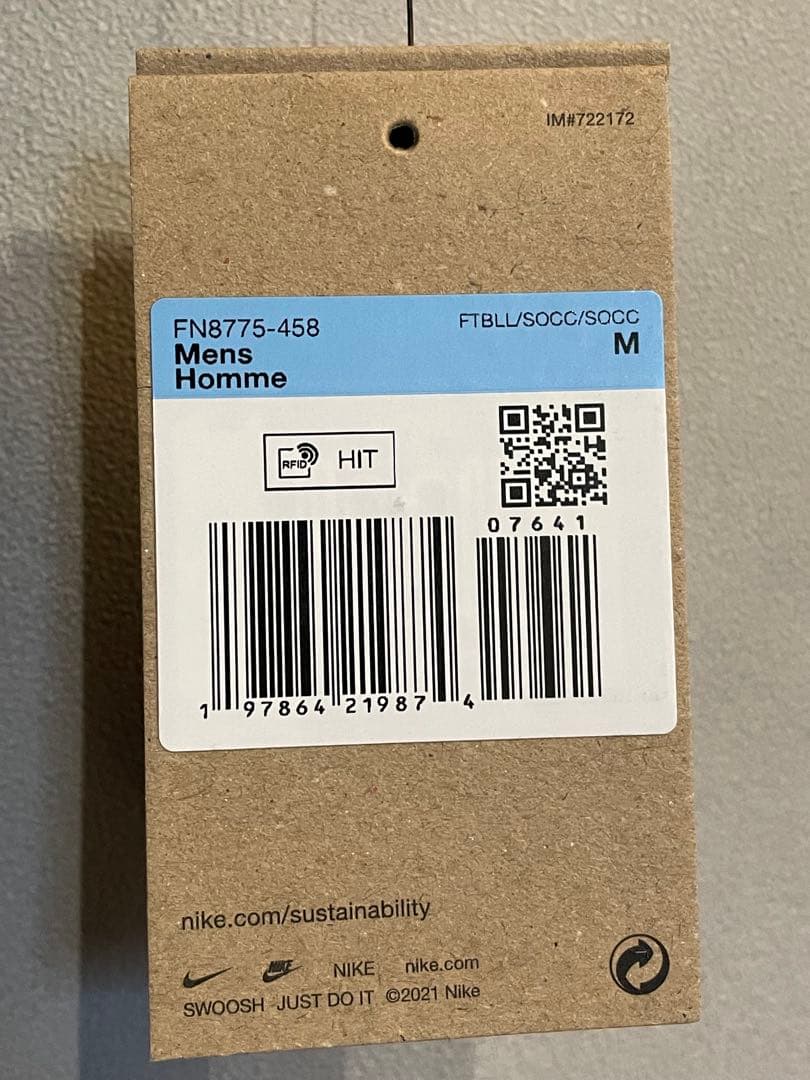 IM#722172
FN8775-458
FTBLL/SOCC/SOCC
Mens
M
Homme
RFID HIT
07641
1 97864 21987 4
nike.com/sustainability
NIKE NIKE nike.com
SWOOSH JUST DO IT ©2021 Nike